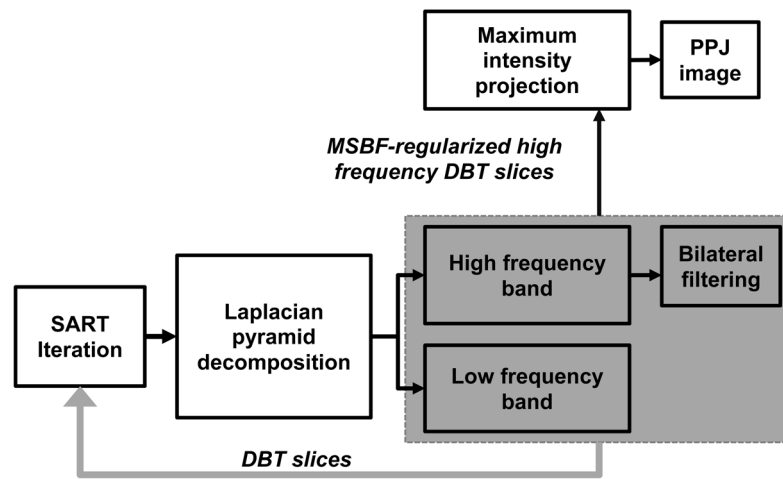 Maximum
intensity
projection
PPJ
image
MSBF-regularized high
frequency DBT slices
High frequency
band
Bilateral
filtering
SART
Iteration
Laplacian
pyramid
decomposition
Low frequency
band
DBT slices